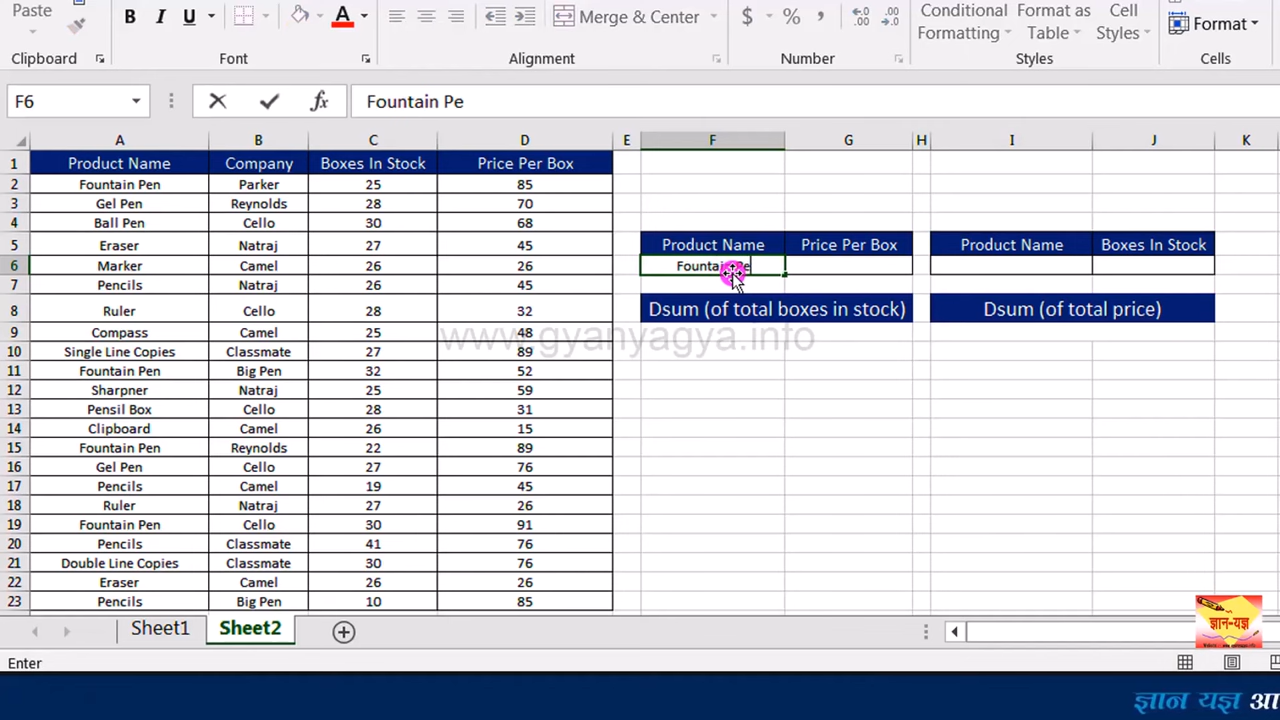 Paste
B I U A
Merge & Center
$ % ,
Conditional Formatting
Format as Table
Cell Styles
Format
Clipboard Font Alignment Number Styles Cells
F6 fx Fountain Pe
A B C D E F G H I J K
1 Product Name Company Boxes In Stock Price Per Box
2 Fountain Pen Parker 25 85
3 Gel Pen Reynolds 28 70
4 Ball Pen Cello 30 68
5 Eraser Natraj 27 45 Product Name Price Per Box Product Name Boxes In Stock
6 Marker Camel 26 26 Fountain Pe
7 Pencils Natraj 26 45
8 Ruler Cello 28 32 Dsum (of total boxes in stock) Dsum (of total price)
9 Compass Camel 25 48
www.gyanyagya.info
10 Single Line Copies Classmate 27 89
11 Fountain Pen Big Pen 32 52
12 Sharpner Natraj 25 59
13 Pensil Box Cello 28 31
14 Clipboard Camel 26 15
15 Fountain Pen Reynolds 22 89
16 Gel Pen Cello 27 76
17 Pencils Camel 19 45
18 Ruler Natraj 27 26
19 Fountain Pen Cello 30 91
20 Pencils Classmate 41 76
21 Double Line Copies Classmate 30 76
22 Eraser Camel 26 26
23 Pencils Big Pen 10 85
ज्ञान-यज्ञ
Sheet1 Sheet2
Enter
ज्ञान यज्ञ आ